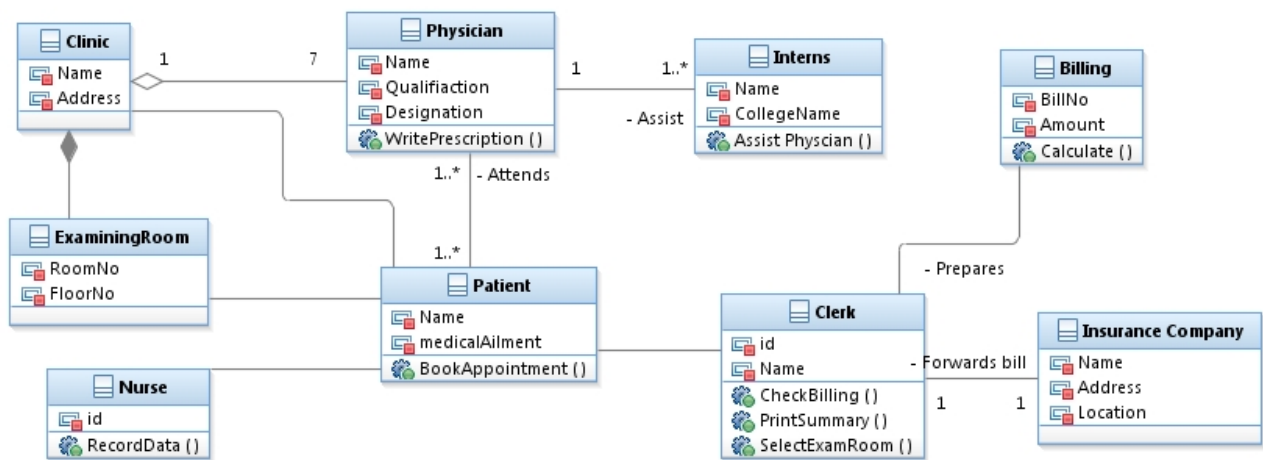 Clinic
Name
Address
1
7
Physician
Name
Qualifiaction
Designation
WritePrescription ()
1
1..*
- Assist
Interns
Name
CollegeName
Assist Physcian ()
Billing
BillNo
Amount
Calculate ()
1..*
- Attends
1..*
ExaminingRoom
RoomNo
FloorNo
Patient
Name
medicalAilment
BookAppointment ()
- Prepares
Clerk
id
Name
CheckBilling ()
PrintSummary ()
SelectExamRoom ()
- Forwards bill
1
1
Insurance Company
Name
Address
Location
Nurse
id
RecordData ()